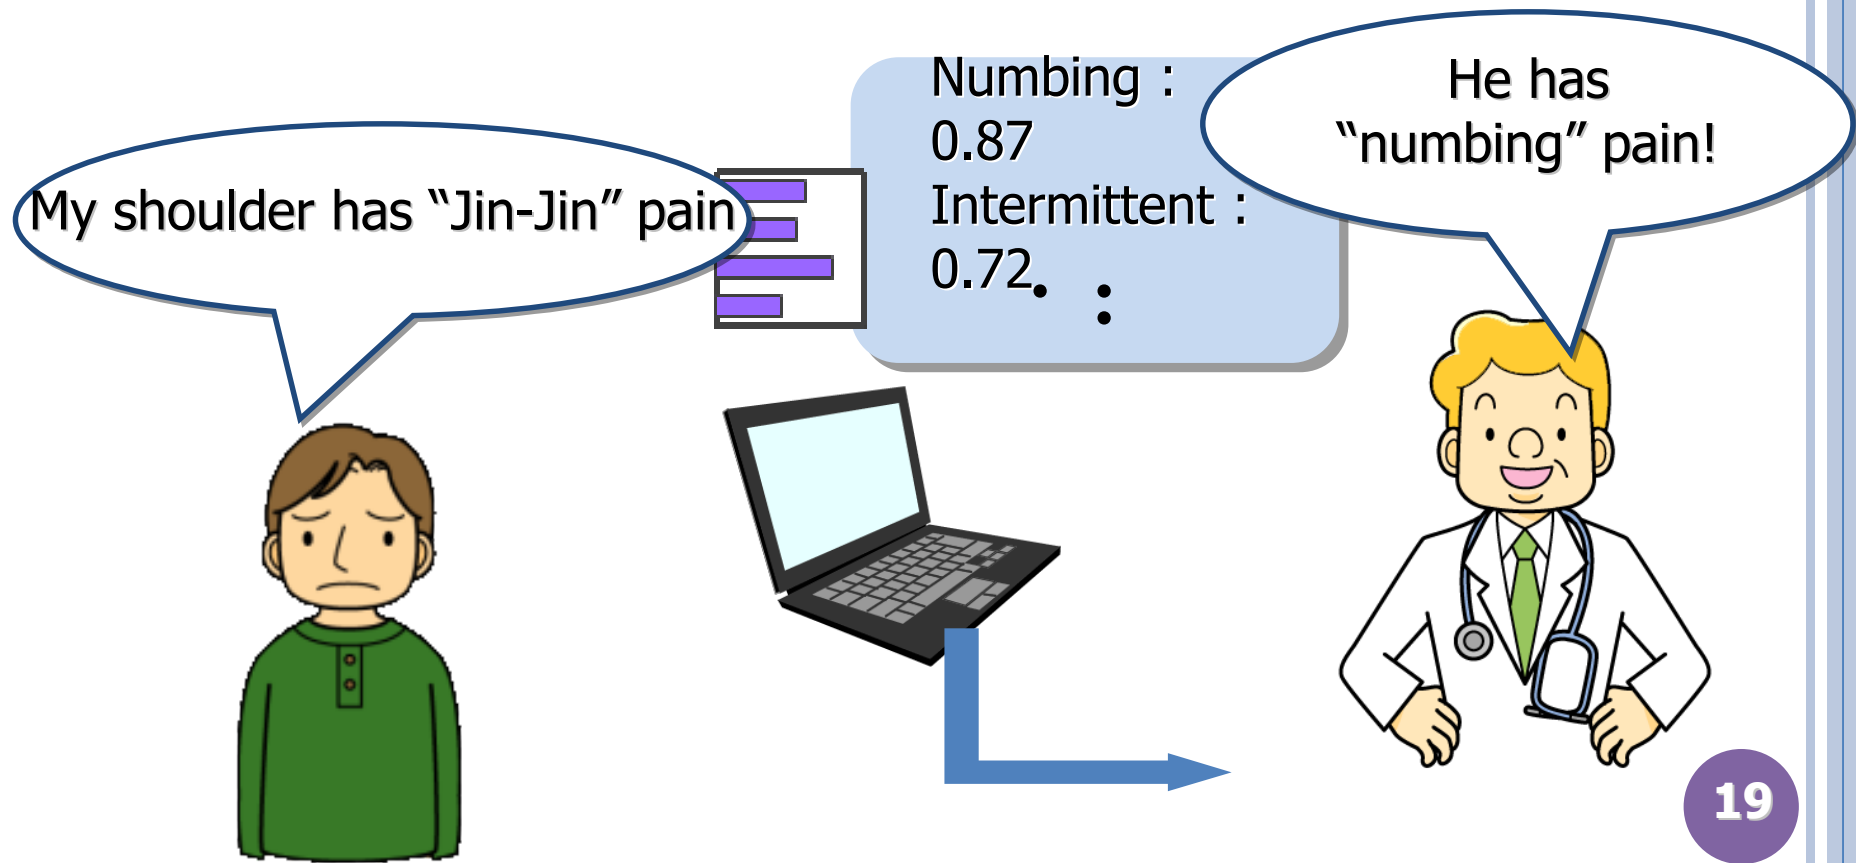 My shoulder has “Jin-Jin” pain
Numbing :
0.87
Intermittent :
0.72
He has
“numbing” pain!
19